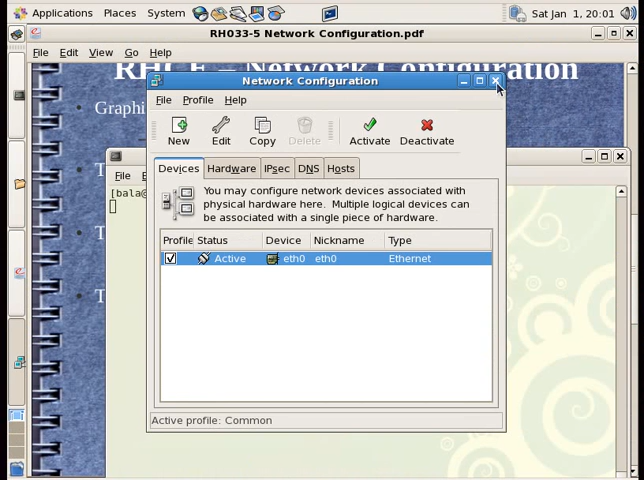 Applications Places System Sat Jan 1, 20:01
RH033-5 Network Configuration.pdf
File Edit View Go Help
Network Configuration
Graphi
File Profile Help
New Edit Copy Delete Activate Deactivate
Devices Hardware IPsec DNS Hosts
You may configure network devices associated with
physical hardware here. Multiple logical devices can
be associated with a single piece of hardware.
Profile Status Device Nickname Type
Active eth0 eth0 Ethernet
Active profile: Common
File
[bala@